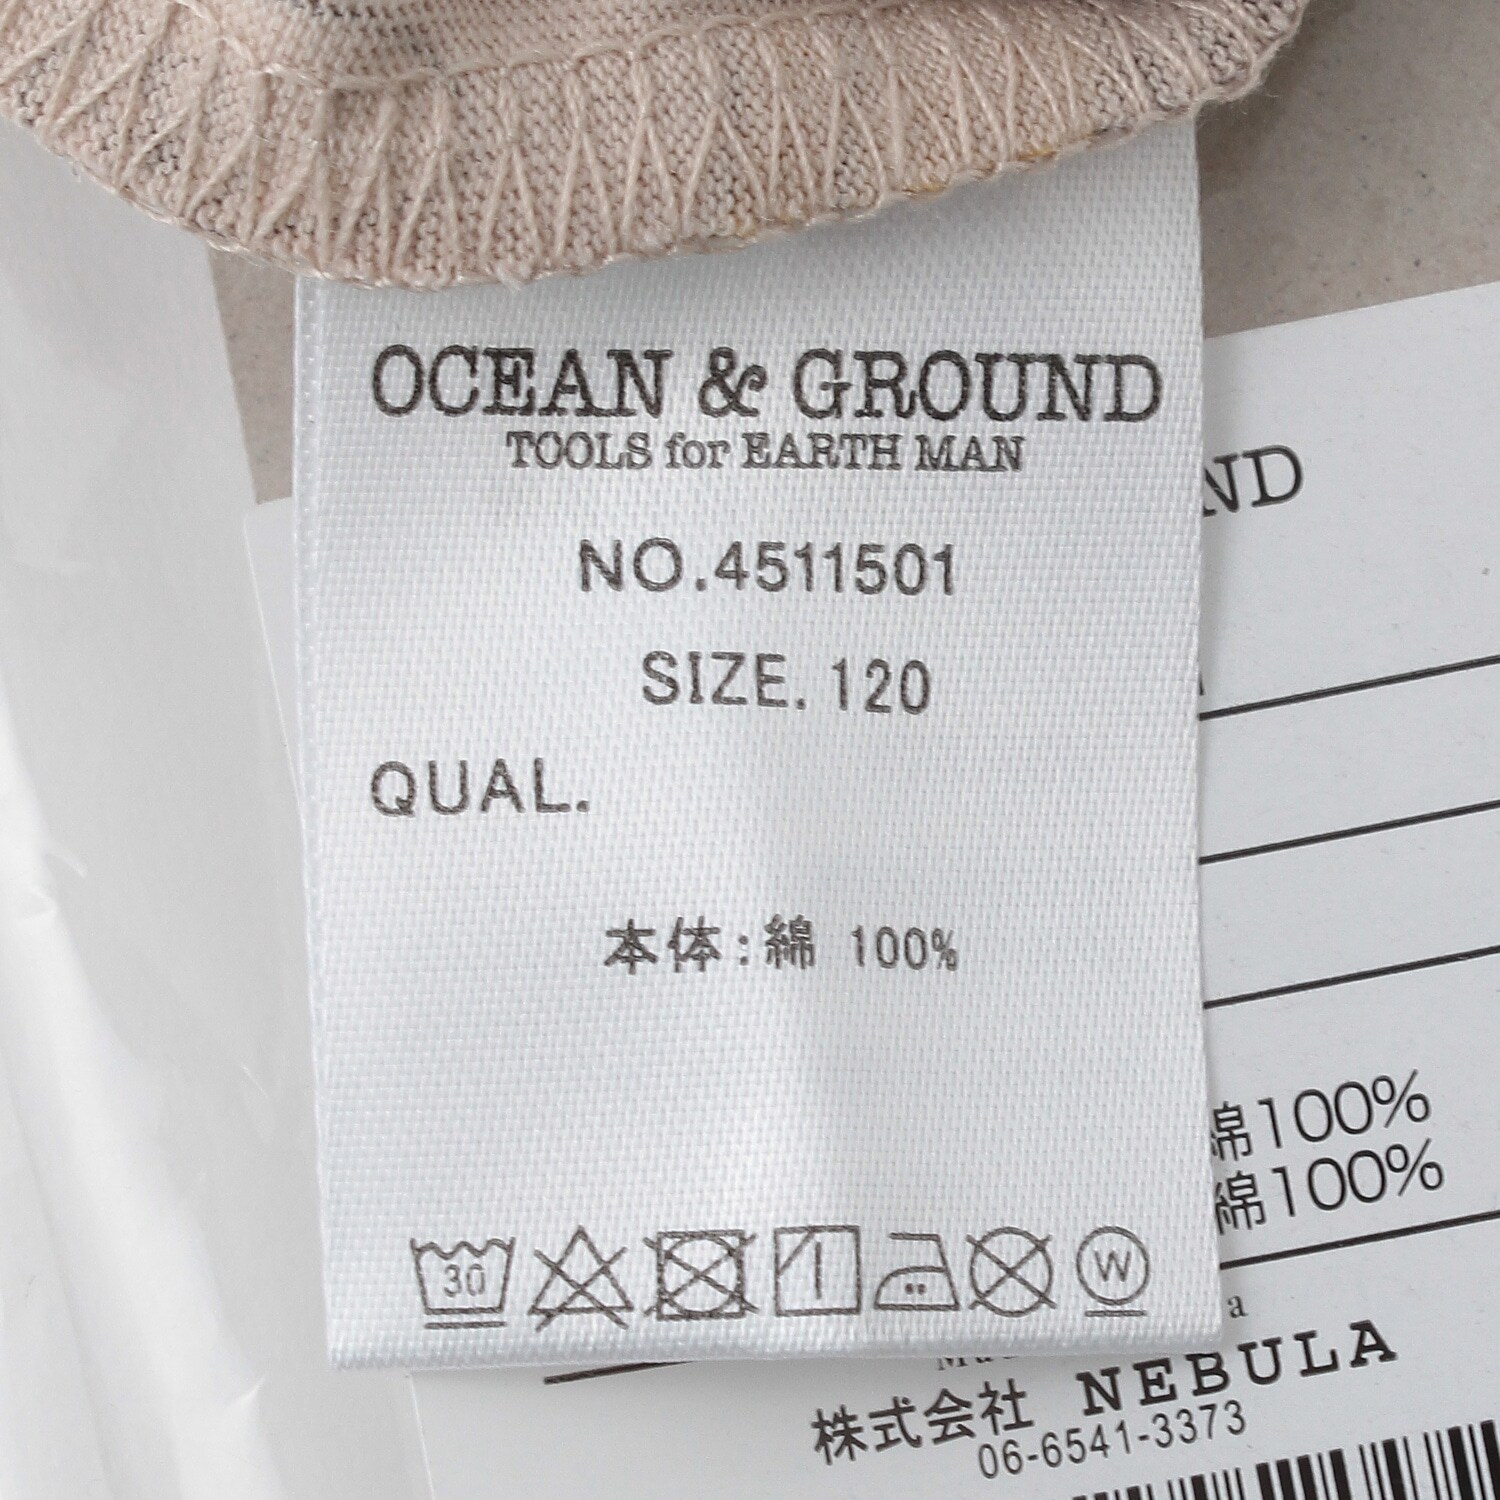 OCEAN & GROUND
TOOLS for EARTH MAN
NO.4511501
SIZE. 120
QUAL.
本体:綿 100%
30
W
ND
綿100%
綿100%
a
株式会社 NEBULA
06-6541-3373